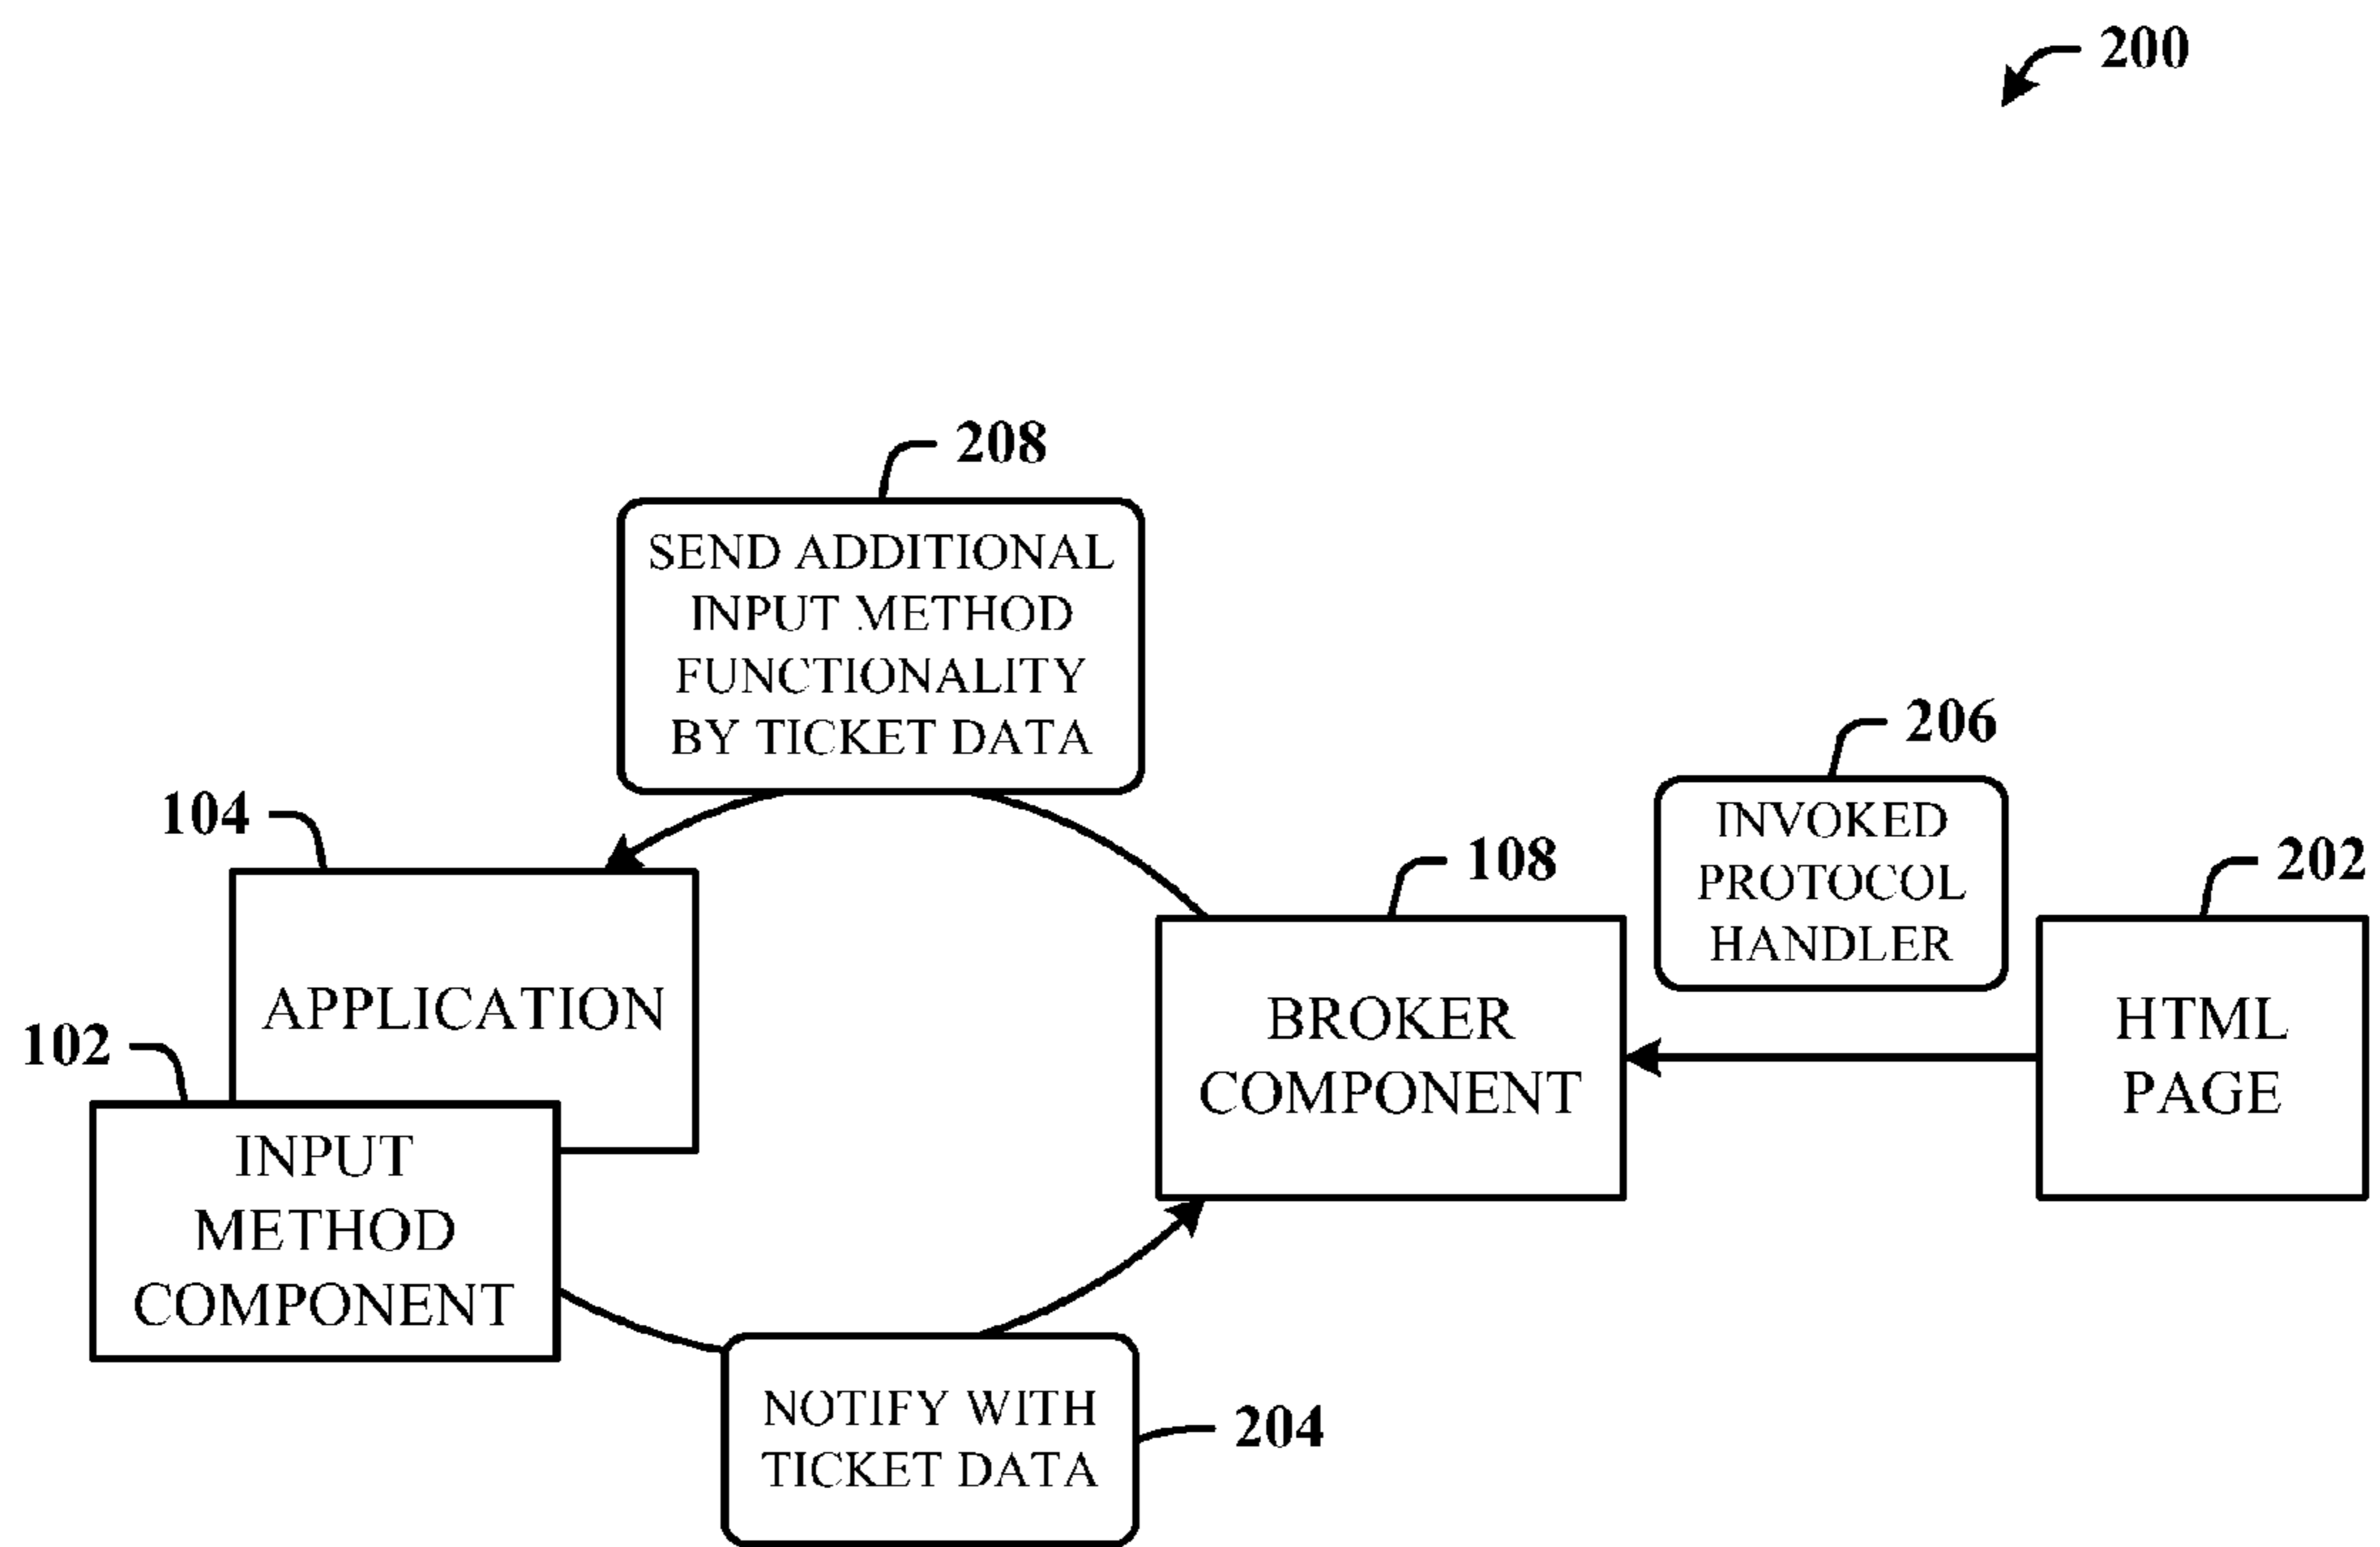 200
208
SEND ADDITIONAL
INPUT METHOD
FUNCTIONALITY
BY TICKET DATA
206
INVOKED
PROTOCOL
HANDLER
104
108
202
APPLICATION
BROKER
COMPONENT
HTML
PAGE
102
INPUT
METHOD
COMPONENT
NOTIFY WITH
TICKET DATA
204